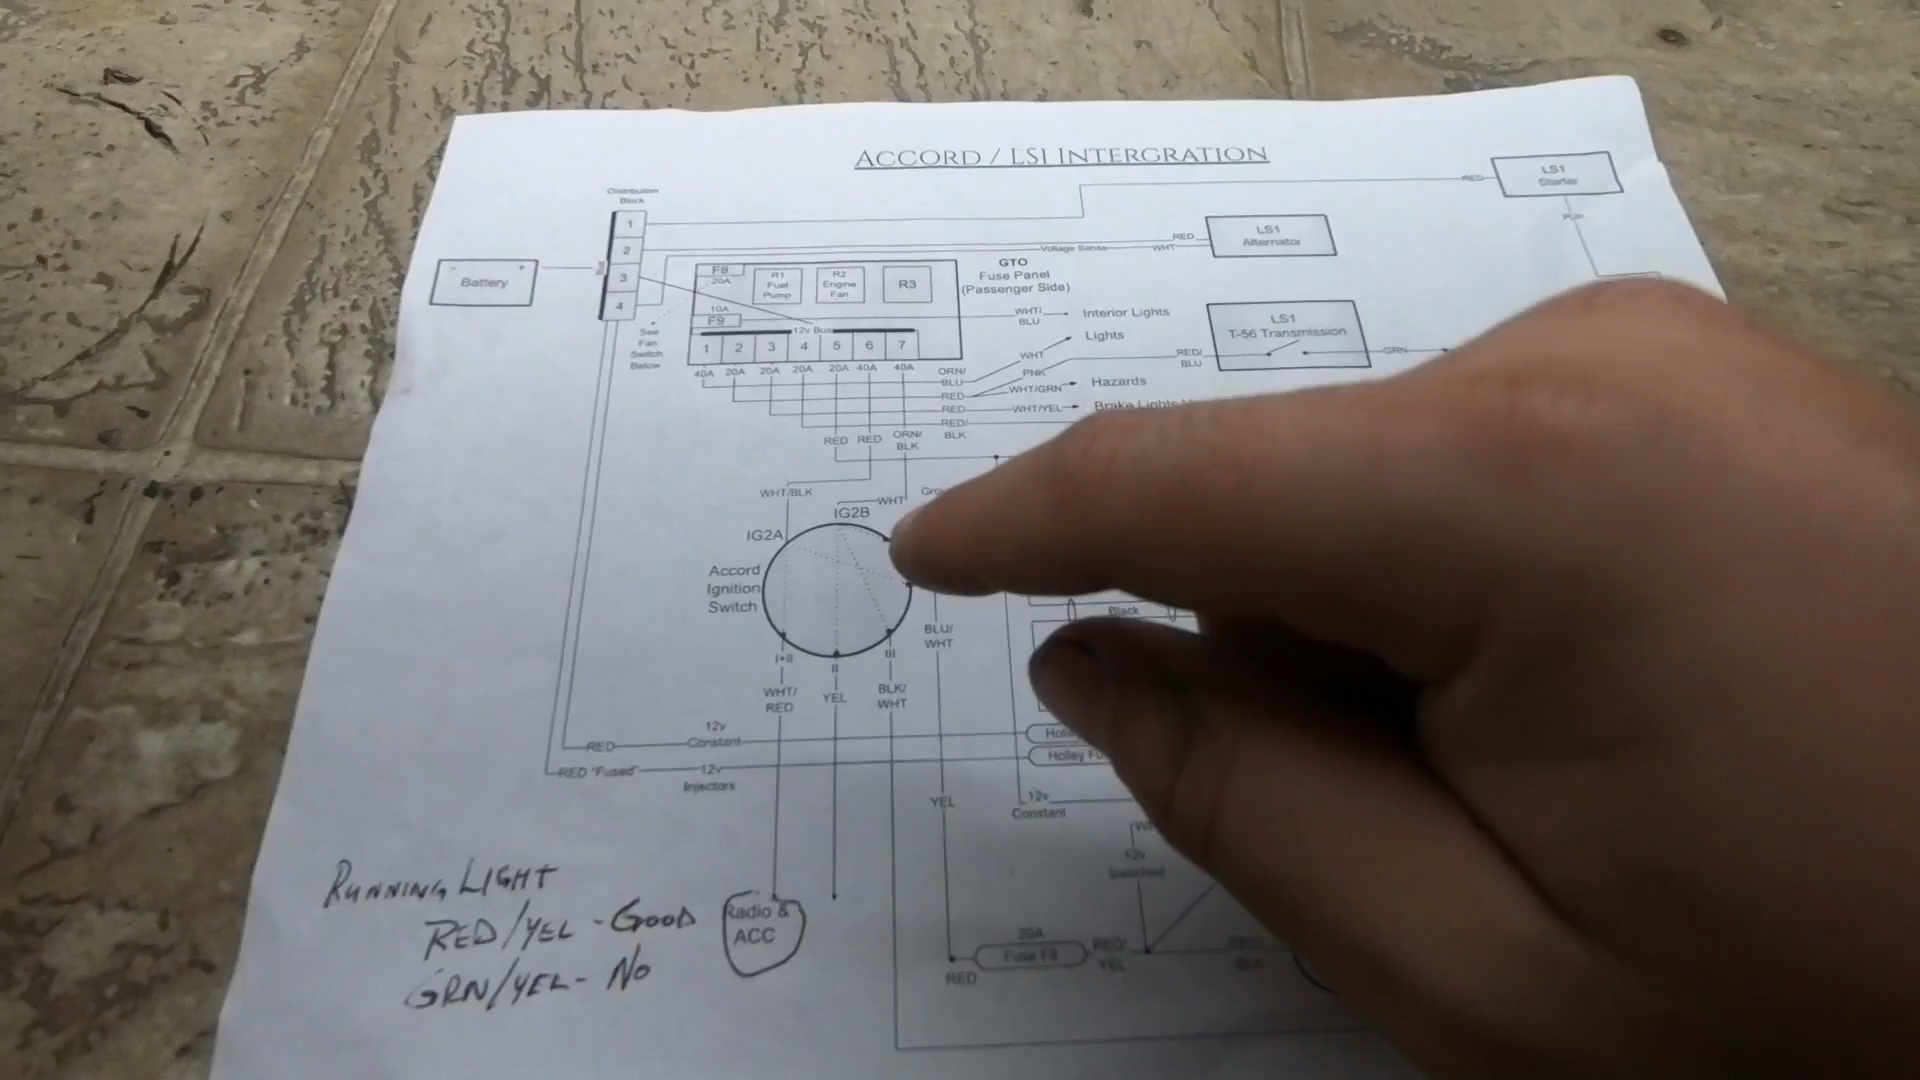 ACCORD / LS1 INTERGRATION
Distribution
Block
1
2
3
4
Bus
Battery
- +
RED
LS1
Starter
PUR
Voltage Sense
RED
WHT
LS1
Alternator
F8
20A
R1
Fuel
Pump
R2
Engine
Fan
R3
GTO
Fuse Panel
(Passenger Side)
10A
F9
12v Bus
1 2 3 4 5 6 7
40A 20A 20A 20A 20A 40A 40A
See
Fan
Switch
Below
WHT/
BLU
Interior Lights
Lights
WHT
PNK
ORN/
BLU
RED
WHT/GRN
Hazards
RED
WHT/YEL
Brake Lights
RED/
BLK
RED/
BLU
LS1
T-56 Transmission
GRN
RED RED ORN/
BLK
WHT/BLK
WHT
IG2B
IG2A
Accord
Ignition
Switch
I+II
II
III
WHT/
RED
YEL
BLK/
WHT
BLU/
WHT
Black
RED
12v
Constant
RED "Fused"
12v
Injectors
YEL
12v
Constant
12v
Switched
20A
Fuse F8
RED
RED/
YEL
Radio &
ACC
RUNNING LIGHT
RED/YEL - GOOD
GRN/YEL - NO